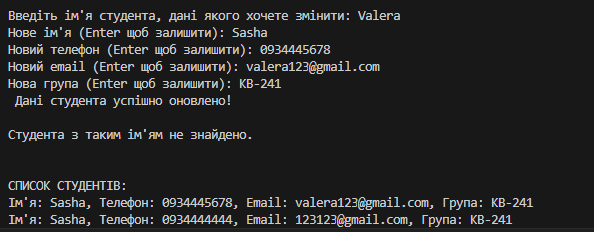 Введіть ім'я студента, дані якого хочете змінити: Valera
Нове ім'я (Enter щоб залишити): Sasha
Новий телефон (Enter щоб залишити): 0934445678
Новий email (Enter щоб залишити): valera123@gmail.com
Нова група (Enter щоб залишити): КВ-241
Дані студента успішно оновлено!
Студента з таким ім'ям не знайдено.
СПИСОК СТУДЕНТІВ:
Ім'я: Sasha, Телефон: 0934445678, Email: valera123@gmail.com, Група: КВ-241
Ім'я: Sasha, Телефон: 0934444444, Email: 123123@gmail.com, Група: КВ-241